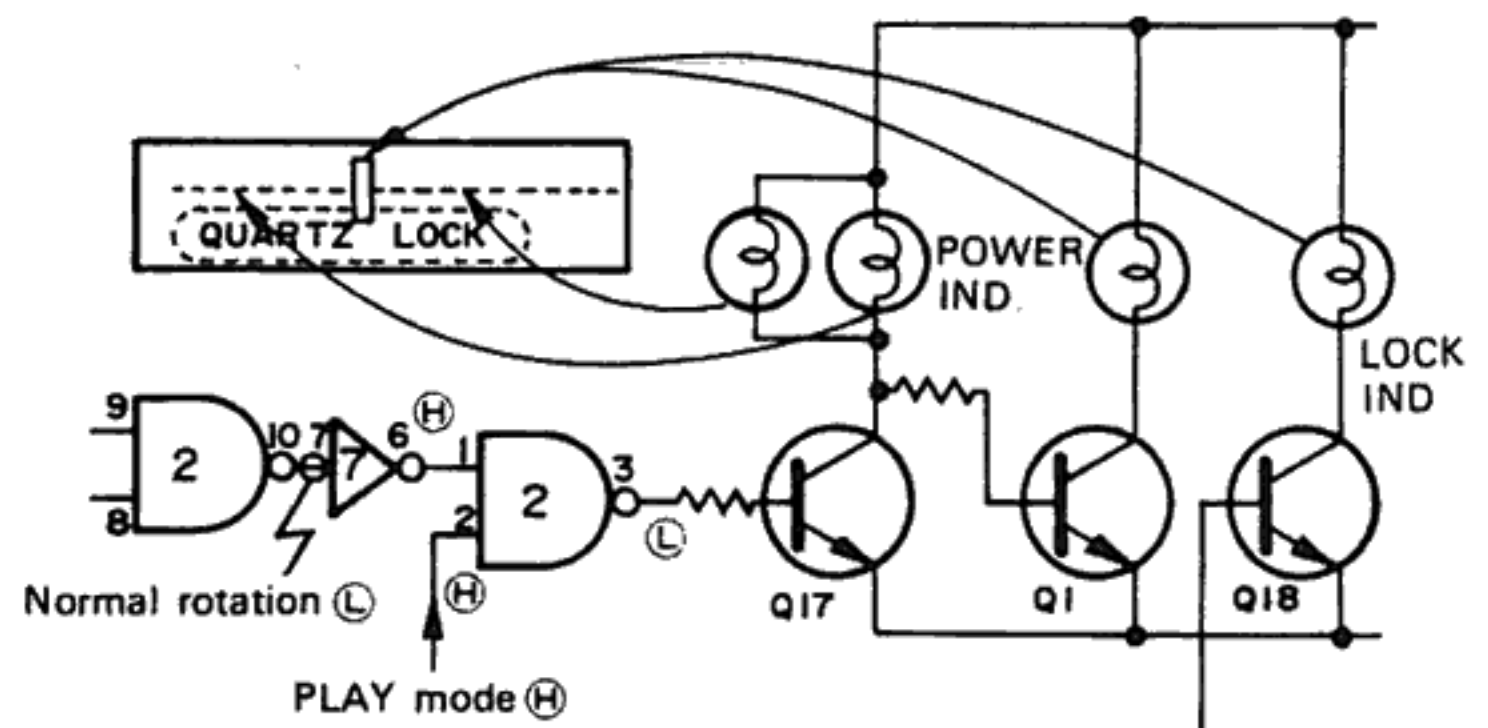 QUARTZ LOCK
POWER
IND.
LOCK
IND
9
8
2
10
7
7
6
H
1
2
2
3
L
H
Normal rotation L
PLAY mode H
Q17
Q1
Q18